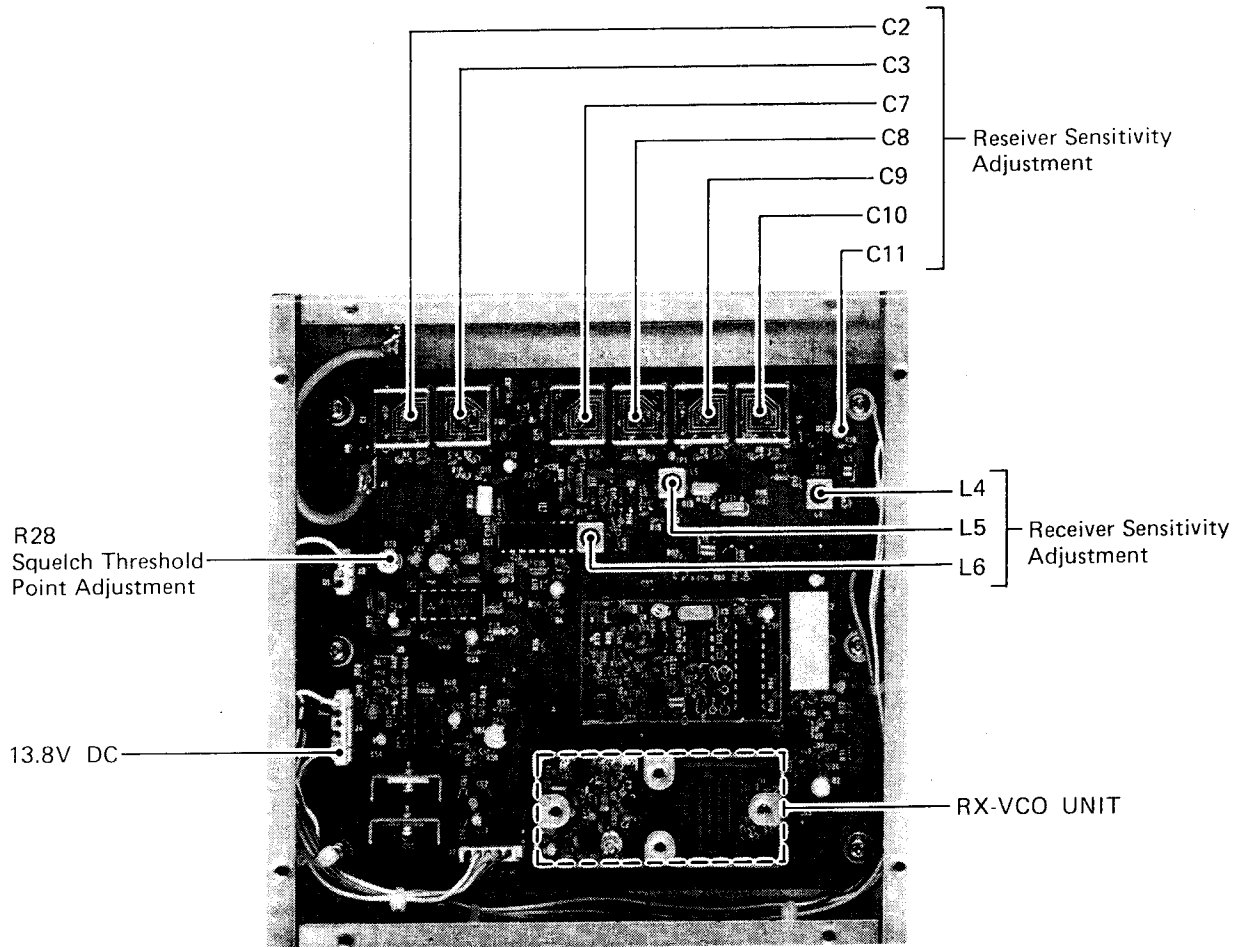 C2
C3
C7
C8
C9
C10
C11
Reseiver Sensitivity
Adjustment
L4
L5
L6
Receiver Sensitivity
Adjustment
R28
Squelch Threshold
Point Adjustment
13.8V DC
RX-VCO UNIT